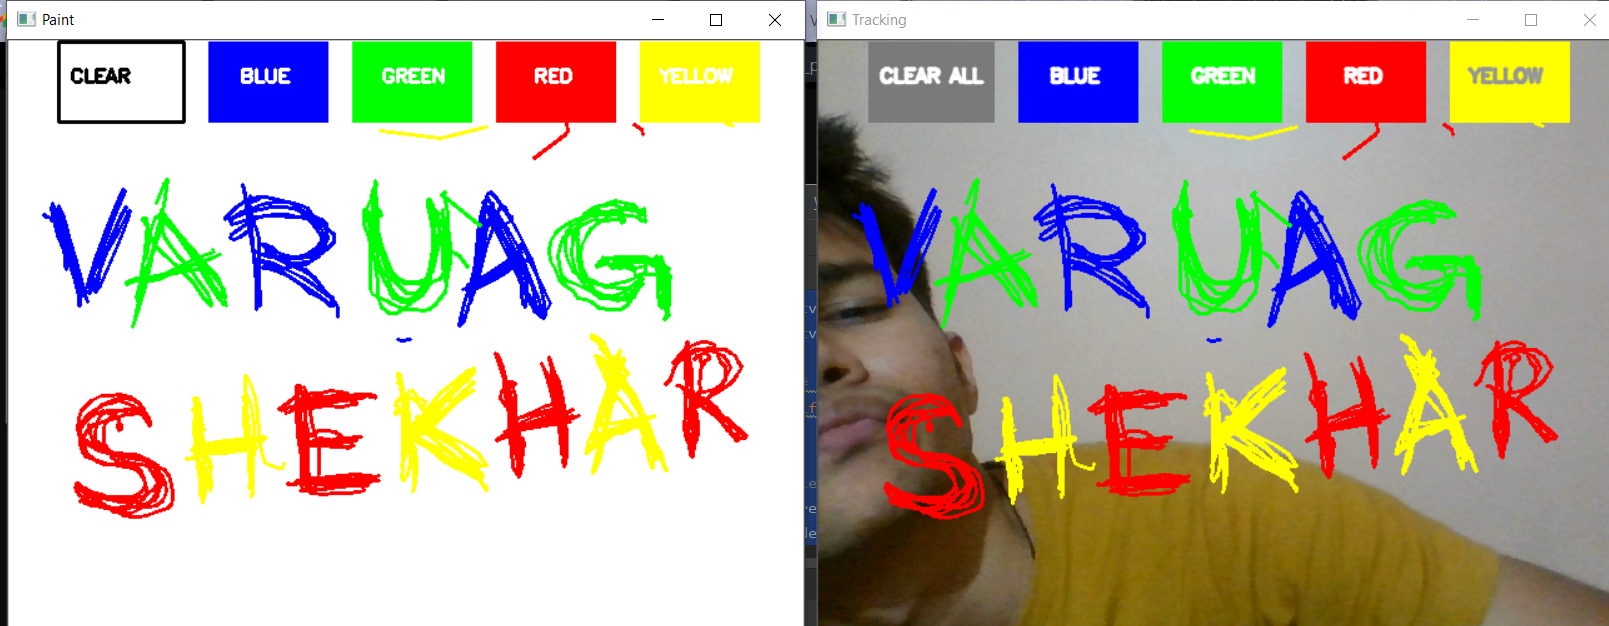 Paint
CLEAR BLUE GREEN RED YELLOW
VARUAG
SHEKHAR
Tracking
CLEAR ALL BLUE GREEN RED YELLOW
VARUAG
SHEKHAR